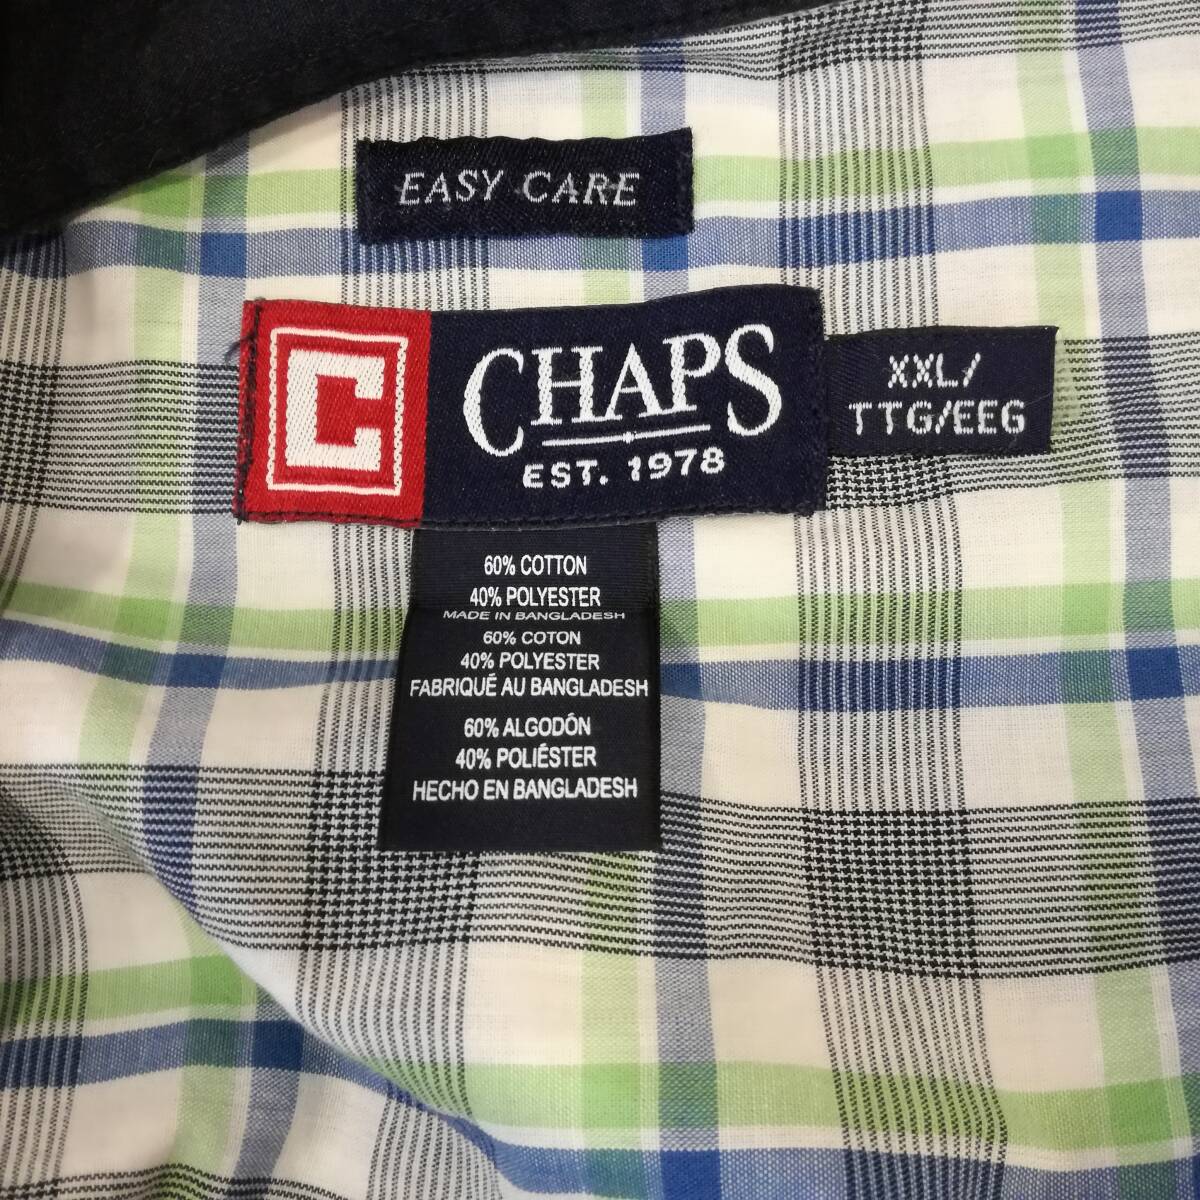 EASY CARE
C
CHAPS
EST. 1978
XXL/
TTG/EEG
60% COTTON
40% POLYESTER
MADE IN BANGLADESH
60% COTON
40% POLYESTER
FABRIQUÉ AU BANGLADESH
60% ALGODÓN
40% POLIÉSTER
HECHO EN BANGLADESH